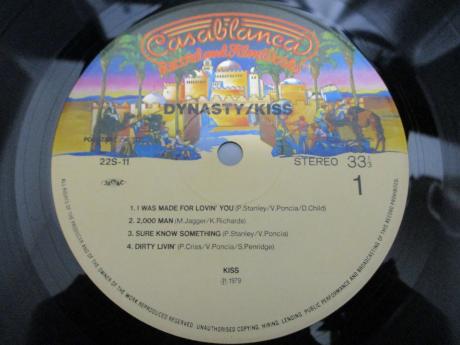 Casablanca
Record and FilmWorks
DYNASTY/KISS
22S-11
STEREO 33 1/3
1
1. I WAS MADE FOR LOVIN' YOU (P.Stanley/V.Poncia/D.Child)
2. 2,000 MAN (M.Jagger/K.Richards)
3. SURE KNOW SOMETHING (P.Stanley/V.Poncia)
4. DIRTY LIVIN' (P.Criss/V.Poncia/S.Penridge)
KISS
℗1979
ALL RIGHTS OF THE PRODUCER AND OF THE OWNER OF THE WORK REPRODUCED RESERVED. UNAUTHORISED COPYING, HIRING, LENDING, PUBLIC PERFORMANCE AND BROADCASTING OF THIS RECORD PROHIBITED.